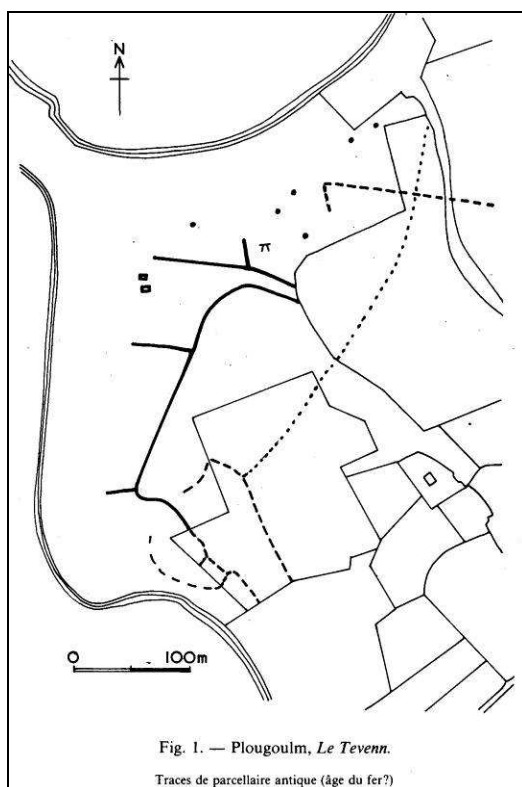 N
0 100m
Fig. 1. — Plougoulm, Le Tevenn.
Traces de parcellaire antique (âge du fer?)